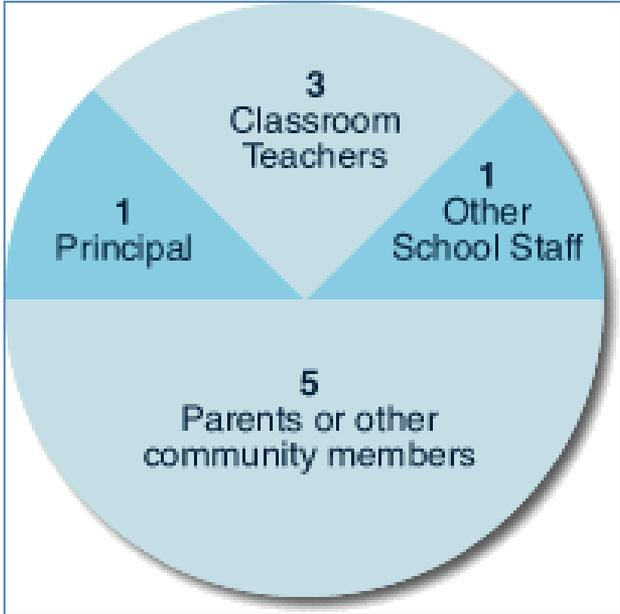 3
Classroom
Teachers
1
Principal
1
Other
School Staff
5
Parents or other
community members